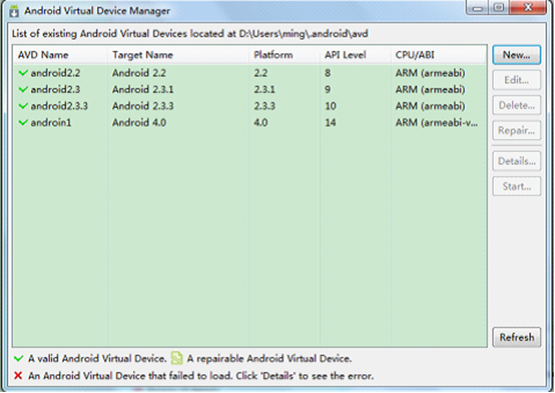 Android Virtual Device Manager
List of existing Android Virtual Devices located at D:\Users\ming\.android\avd
AVD Name Target Name Platform API Level CPU/ABI
android2.2 Android 2.2 2.2 8 ARM (armeabi)
android2.3 Android 2.3.1 2.3.1 9 ARM (armeabi)
android2.3.3 Android 2.3.3 2.3.3 10 ARM (armeabi)
androin1 Android 4.0 4.0 14 ARM (armeabi-v...
New...
Edit...
Delete...
Repair...
Details...
Start...
Refresh
A valid Android Virtual Device. A repairable Android Virtual Device.
An Android Virtual Device that failed to load. Click 'Details' to see the error.